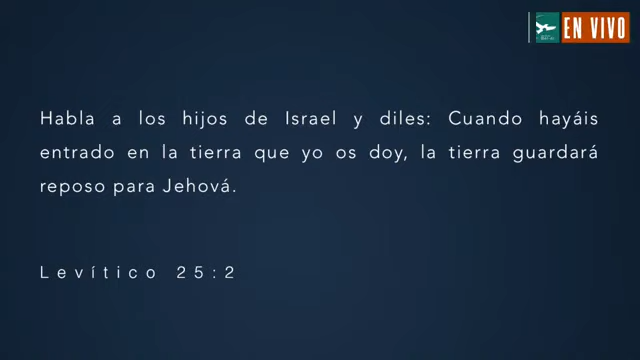 EN VIVO
Habla a los hijos de Israel y diles: Cuando hayáis
entrado en la tierra que yo os doy, la tierra guardará
reposo para Jehová.
Levítico 25:2